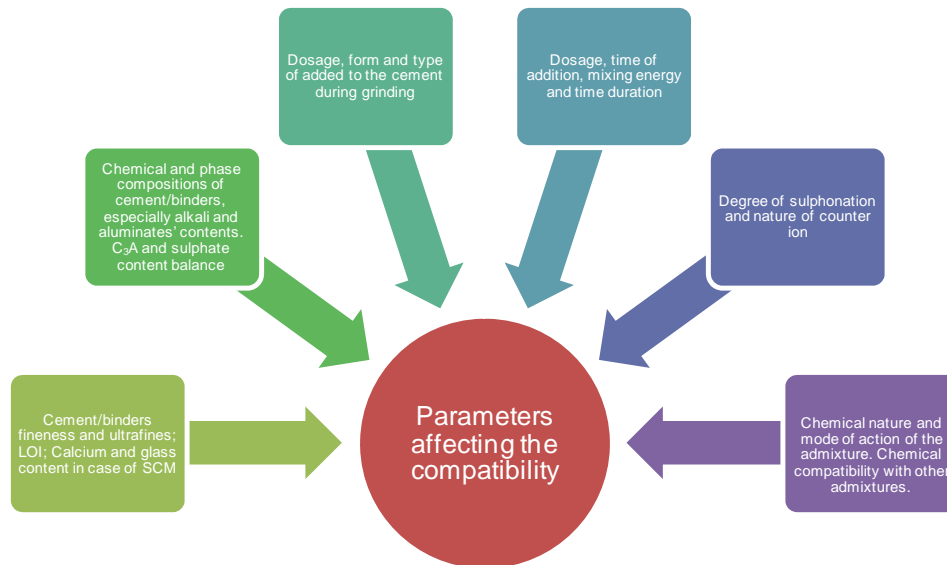 Dosage, form and type
of added to the cement
during grinding
Dosage, time of
addition, mixing energy
and time duration
Chemical and phase
compositions of
cement/binders,
especially alkali and
aluminates' contents.
C₃A and sulphate
content balance
Degree of sulphonation
and nature of counter
ion
Cement/binders
fineness and ultrafines;
LOI; Calcium and glass
content in case of SCM
Parameters
affecting the
compatibility
Chemical nature and
mode of action of the
admixture. Chemical
compatibility with other
admixtures.